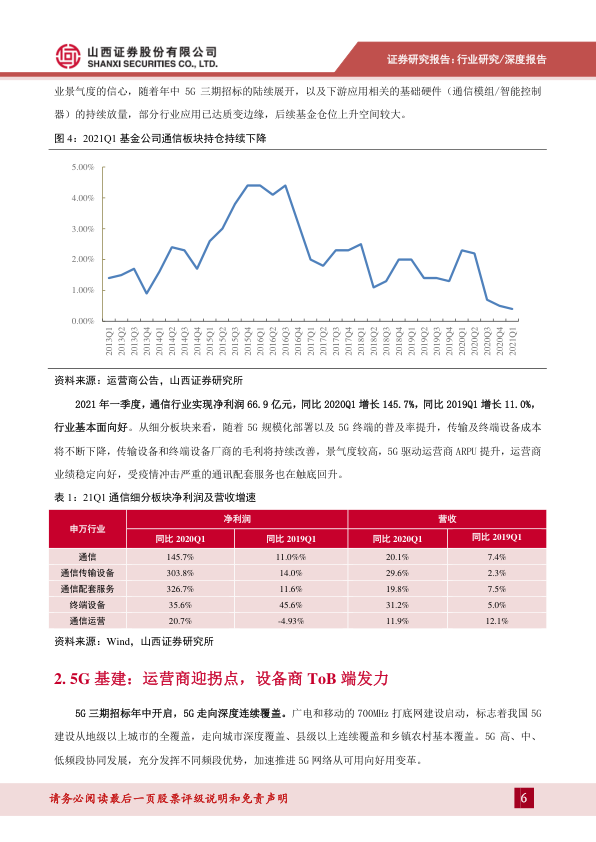 山西证券股份有限公司
SHANXI SECURITIES CO., LTD.
证券研究报告：行业研究/深度报告
业景气度的信心，随着年中 5G 三期招标的陆续展开，以及下游应用相关的基础硬件（通信模组/智能控制
器）的持续放量，部分行业应用已达质变边缘，后续基金仓位上升空间较大。
图 4：2021Q1 基金公司通信板块持仓持续下降
5.00%
4.00%
3.00%
2.00%
1.00%
0.00%
2013Q1 2013Q2 2013Q3 2013Q4 2014Q1 2014Q2 2014Q3 2014Q4 2015Q1 2015Q2 2015Q3 2015Q4 2016Q1 2016Q2 2016Q3 2016Q4 2017Q1 2017Q2 2017Q3 2017Q4 2018Q1 2018Q2 2018Q3 2018Q4 2019Q1 2019Q2 2019Q3 2019Q4 2020Q1 2020Q2 2020Q3 2020Q4 2021Q1
资料来源：运营商公告，山西证券研究所
2021 年一季度，通信行业实现净利润 66.9 亿元，同比 2020Q1 增长 145.7%，同比 2019Q1 增长 11.0%，
行业基本面向好。从细分板块来看，随着 5G 规模化部署以及 5G 终端的普及率提升，传输及终端设备成本
将不断下降，传输设备和终端设备厂商的毛利将持续改善，景气度较高，5G 驱动运营商 ARPU 提升，运营商
业绩稳定向好，受疫情冲击严重的通讯配套服务也在触底回升。
表 1：21Q1 通信细分板块净利润及营收增速
申万行业 净利润 营收
同比 2020Q1 同比 2019Q1 同比 2020Q1 同比 2019Q1
通信 145.7% 11.0%% 20.1% 7.4%
通信传输设备 303.8% 14.0% 29.6% 2.3%
通信配套服务 326.7% 11.6% 19.8% 7.5%
终端设备 35.6% 45.6% 31.2% 5.0%
通信运营 20.7% -4.93% 11.9% 12.1%
资料来源：Wind，山西证券研究所
2. 5G 基建：运营商迎拐点，设备商 ToB 端发力
5G 三期招标年中开启，5G 走向深度连续覆盖。广电和移动的 700MHz 打底网建设启动，标志着我国 5G
建设从地级以上城市的全覆盖，走向城市深度覆盖、县级以上连续覆盖和乡镇农村基本覆盖。5G 高、中、
低频段协同发展，充分发挥不同频段优势，加速推进 5G 网络从可用向好用变革。
请务必阅读最后一页股票评级说明和免责声明
6